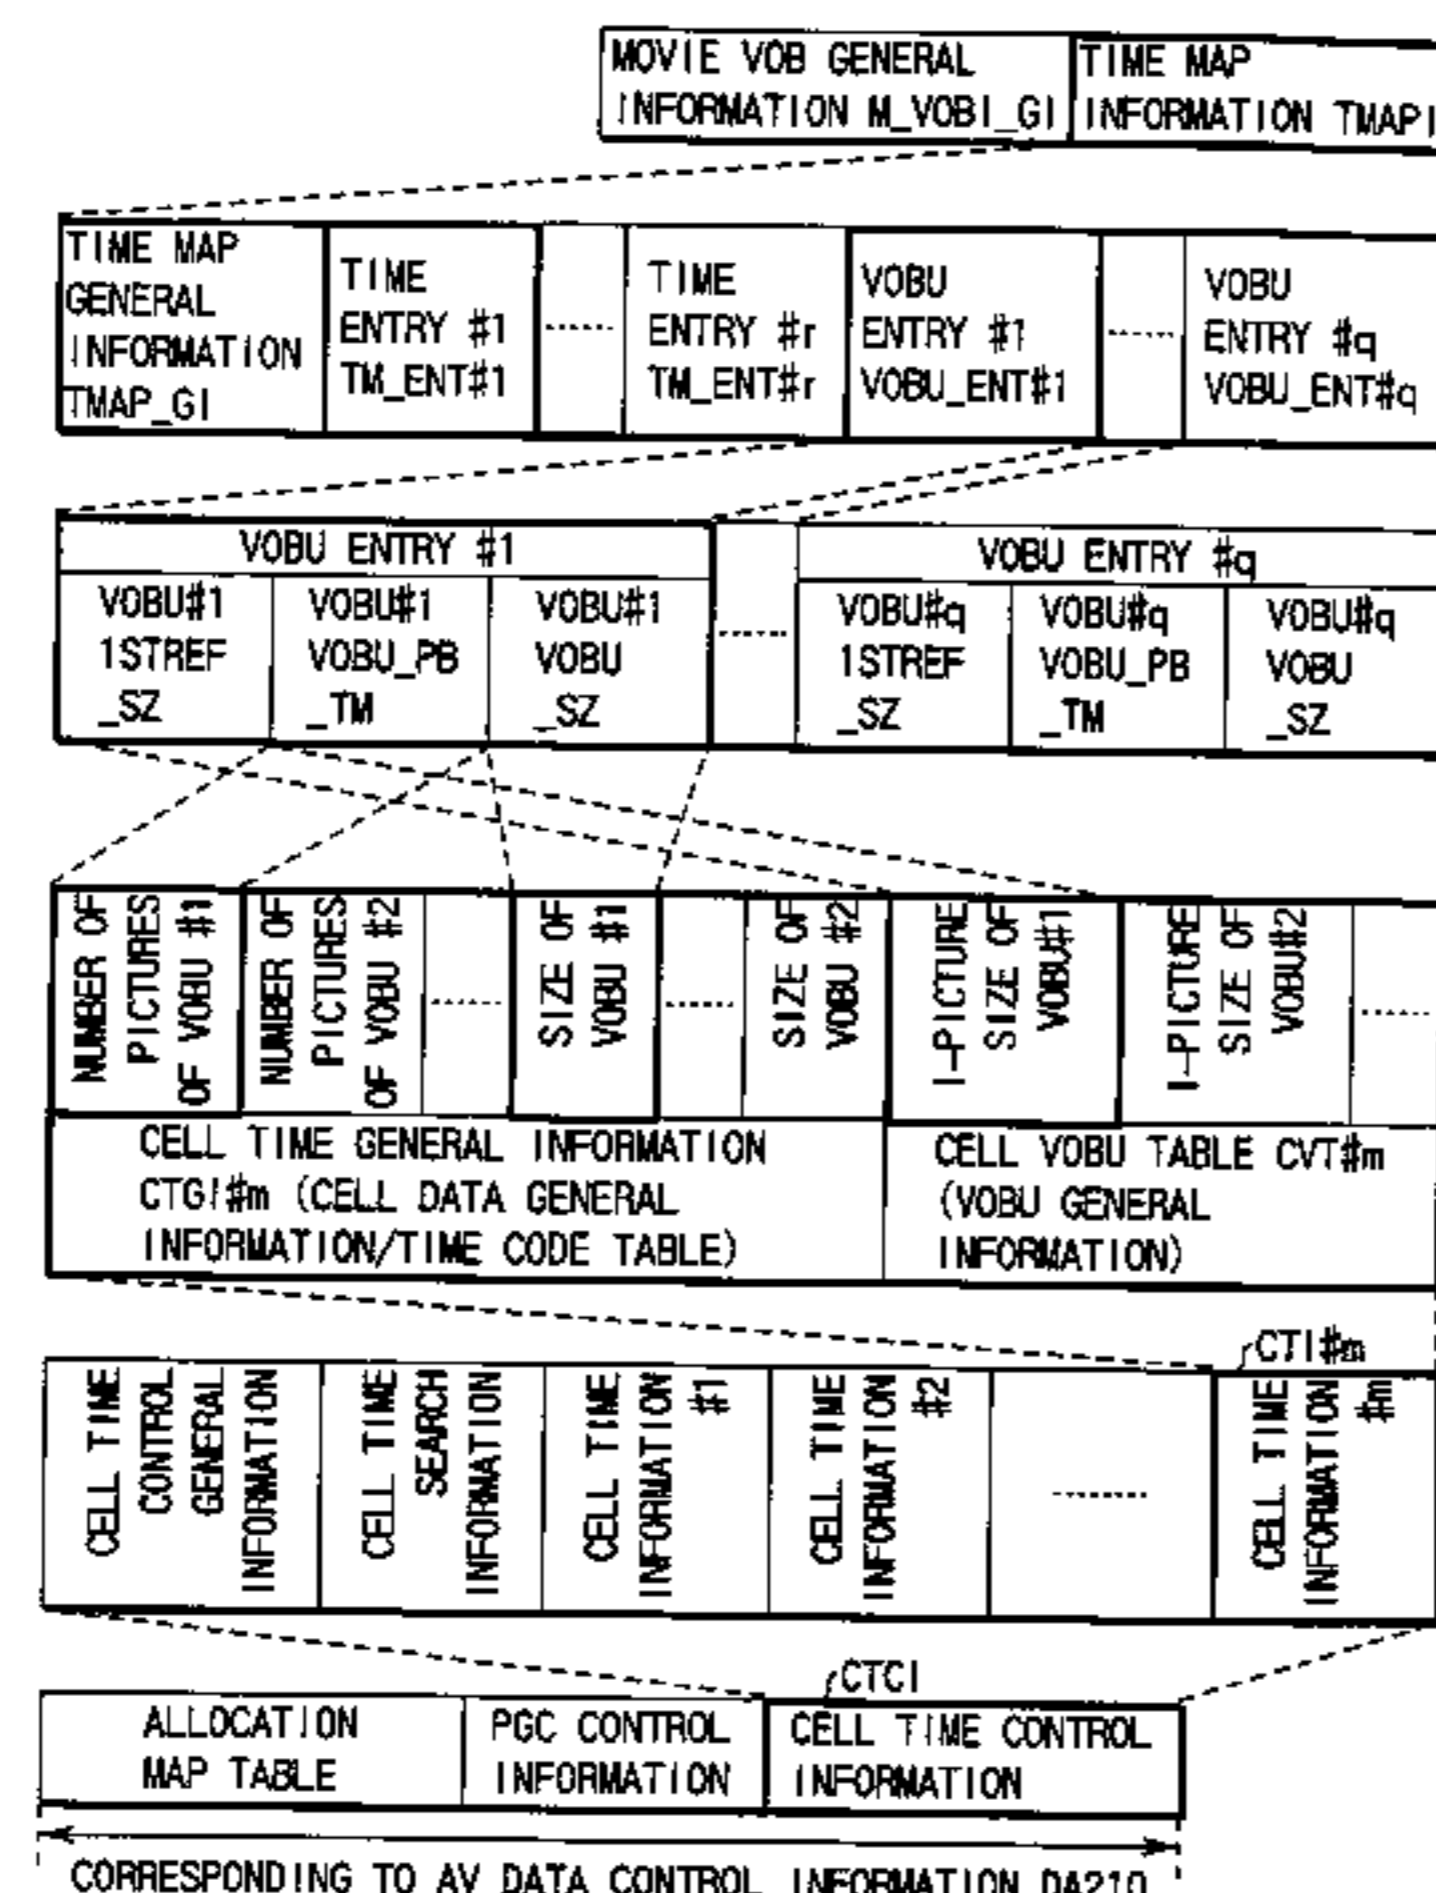 MOVIE VOB GENERAL
INFORMATION M_VOBI_GI
TIME MAP
INFORMATION TMAPI
TIME MAP
GENERAL
INFORMATION
TMAP_GI
TIME
ENTRY #1
TM_ENT#1
TIME
ENTRY #r
TM_ENT#r
VOBU
ENTRY #1
VOBU_ENT#1
VOBU
ENTRY #q
VOBU_ENT#q
VOBU ENTRY #1
VOBU ENTRY #q
VOBU#1
1STREF
_SZ
VOBU#1
VOBU_PB
_TM
VOBU#1
VOBU
_SZ
VOBU#q
1STREF
_SZ
VOBU#q
VOBU_PB
_TM
VOBU#q
VOBU
_SZ
NUMBER OF
PICTURES
OF VOBU #1
NUMBER OF
PICTURES
OF VOBU #2
SIZE OF
VOBU #1
SIZE OF
VOBU #2
I-PICTURE
SIZE OF
VOBU#1
I-PICTURE
SIZE OF
VOBU#2
CELL TIME GENERAL INFORMATION
CTGI#m (CELL DATA GENERAL
INFORMATION/TIME CODE TABLE)
CELL VOBU TABLE CVT#m
(VOBU GENERAL
INFORMATION)
CTI#m
CELL TIME
CONTROL
GENERAL
INFORMATION
CELL TIME
SEARCH
INFORMATION
CELL TIME
INFORMATION
#1
CELL TIME
INFORMATION
#2
CELL TIME
INFORMATION
#m
CTCI
ALLOCATION
MAP TABLE
PGC CONTROL
INFORMATION
CELL TIME CONTROL
INFORMATION
CORRESPONDING TO AV DATA CONTROL INFORMATION DA210